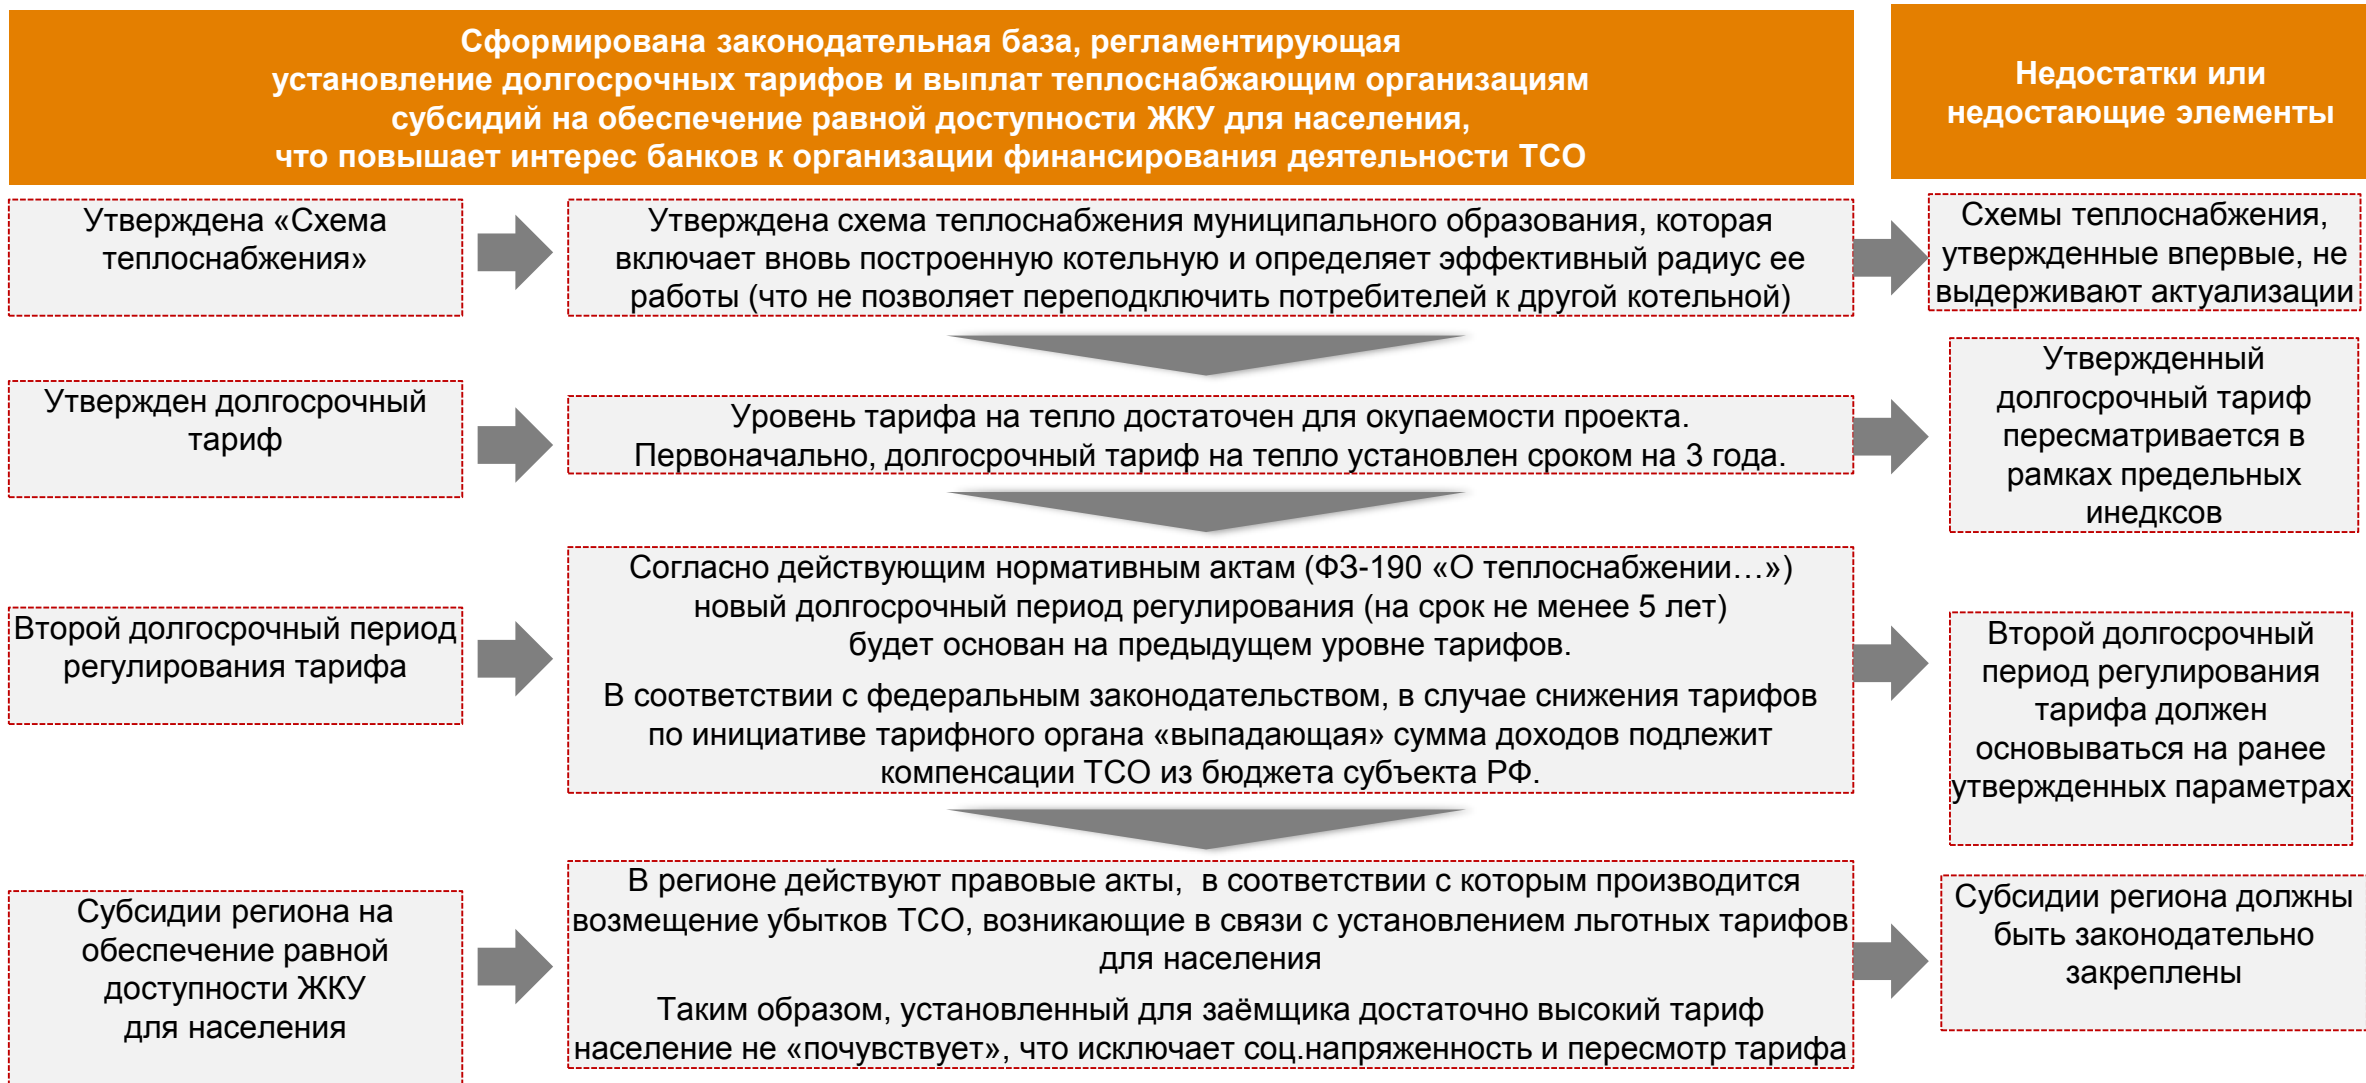 Сформирована законодательная база, регламентирующая
установление долгосрочных тарифов и выплат теплоснабжающим организациям
субсидий на обеспечение равной доступности ЖКУ для населения,
что повышает интерес банков к организации финансирования деятельности ТСО
Недостатки или
недостающие элементы
Утверждена «Схема
теплоснабжения»
Утверждена схема теплоснабжения муниципального образования, которая
включает вновь построенную котельную и определяет эффективный радиус ее
работы (что не позволяет переподключить потребителей к другой котельной)
Схемы теплоснабжения,
утвержденные впервые, не
выдерживают актуализации
Утвержден долгосрочный
тариф
Уровень тарифа на тепло достаточен для окупаемости проекта.
Первоначально, долгосрочный тариф на тепло установлен сроком на 3 года.
Утвержденный
долгосрочный тариф
пересматривается в
рамках предельных
инедксов
Второй долгосрочный период
регулирования тарифа
Согласно действующим нормативным актам (ФЗ-190 «О теплоснабжении…»)
новый долгосрочный период регулирования (на срок не менее 5 лет)
будет основан на предыдущем уровне тарифов.
В соответствии с федеральным законодательством, в случае снижения тарифов
по инициативе тарифного органа «выпадающая» сумма доходов подлежит
компенсации ТСО из бюджета субъекта РФ.
Второй долгосрочный
период регулирования
тарифа должен
основываться на ранее
утвержденных параметрах
Субсидии региона на
обеспечение равной
доступности ЖКУ
для населения
В регионе действуют правовые акты,  в соответствии с которым производится
возмещение убытков ТСО, возникающие в связи с установлением льготных тарифов
для населения
Таким образом, установленный для заёмщика достаточно высокий тариф
население не «почувствует», что исключает соц.напряженность и пересмотр тарифа
Субсидии региона должны
быть законодательно
закреплены